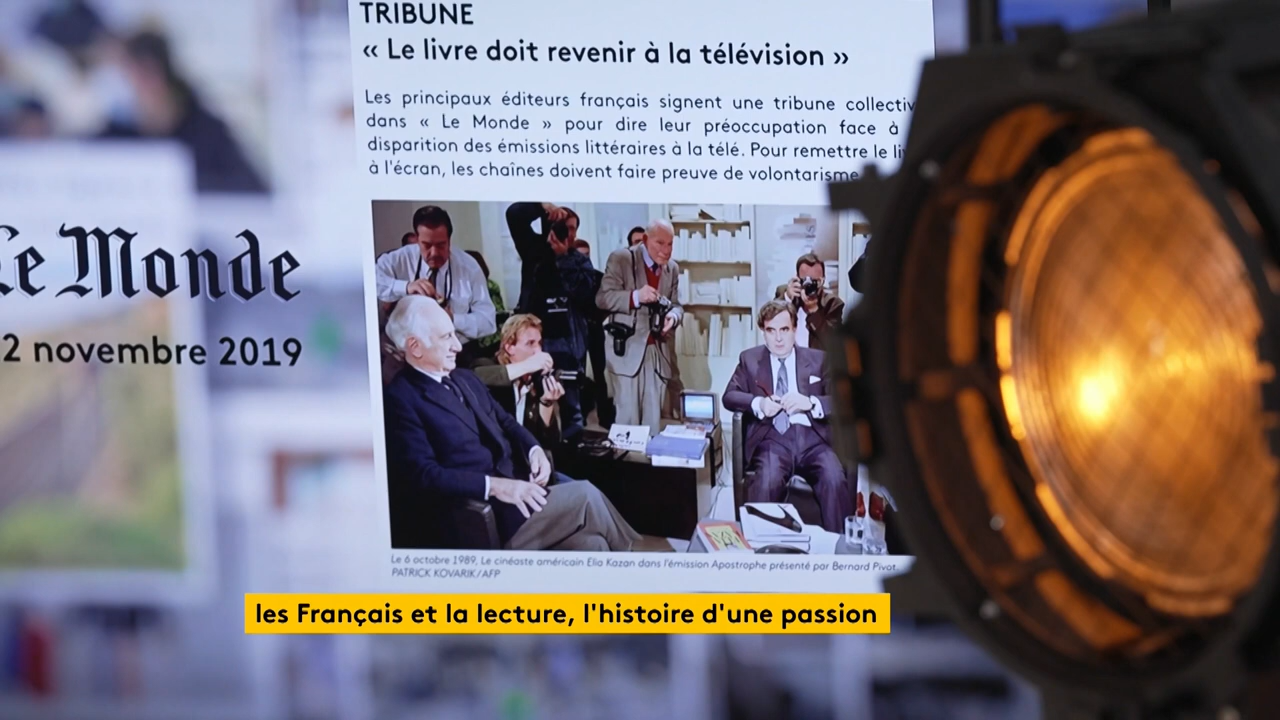 TRIBUNE
« Le livre doit revenir à la télévision »
Les principaux éditeurs français signent une tribune
dans « Le Monde » pour dire leur préoccupation face à
disparition des émissions littéraires à la télé. Pour remettre le
à l'écran, les chaînes doivent faire preuve de volontarisme
Le Monde
2 novembre 2019
Le 6 octobre 1989, Le cinéaste américain Elia Kazan dans l'émission Apostrophe présenté par Bernard Pivot.
PATRICK KOVARIK/AFP
les Français et la lecture, l'histoire d'une passion